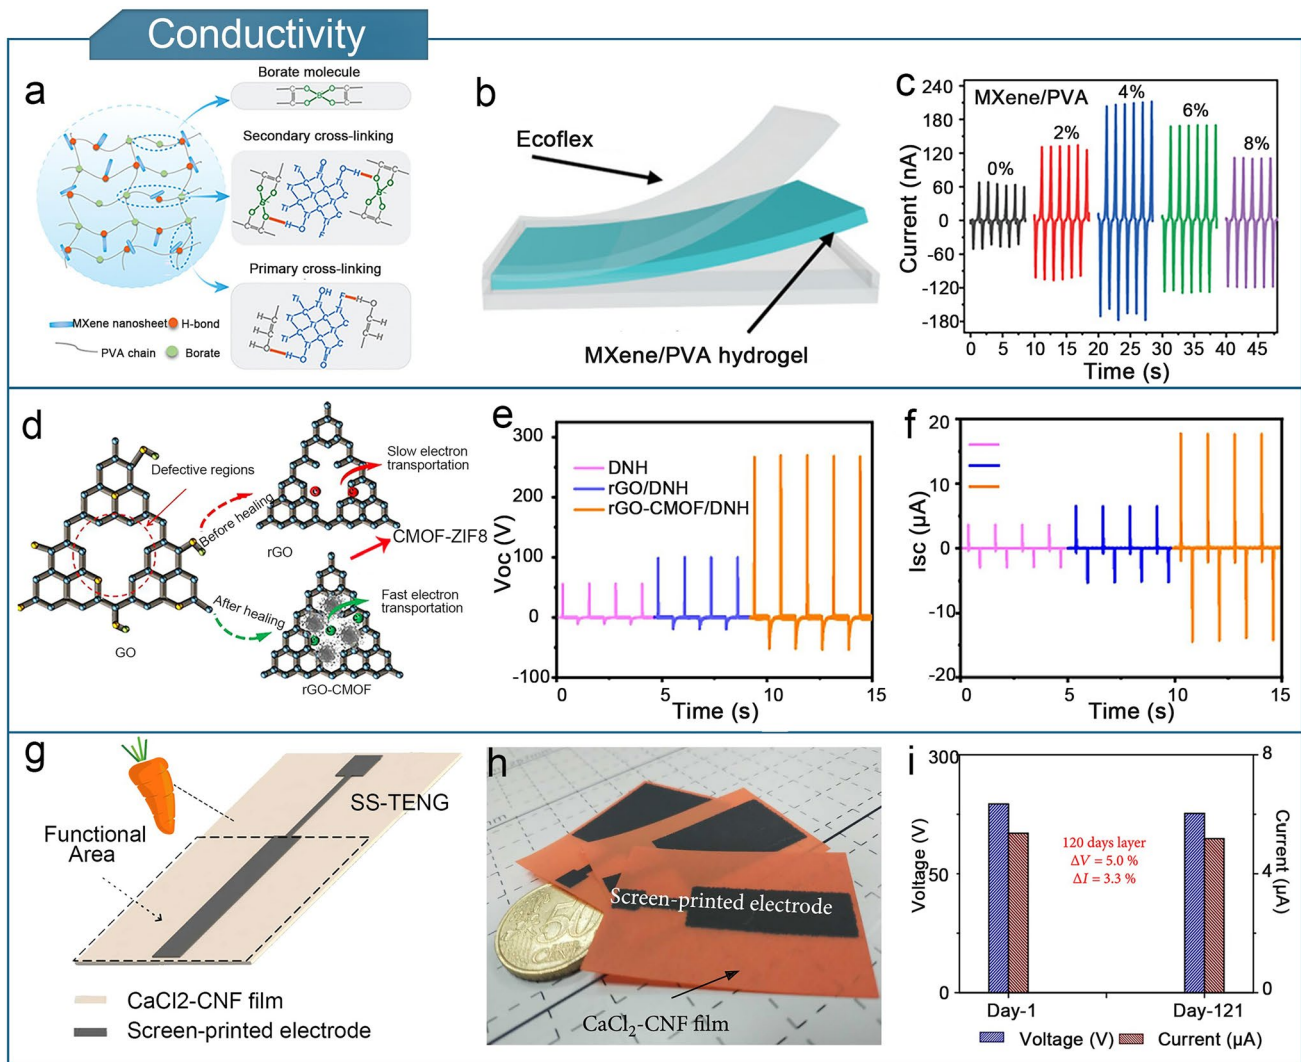 Conductivity
a
Borate molecule
Secondary cross-linking
Primary cross-linking
MXene nanosheet
H-bond
PVA chain
Borate
b
Ecoflex
MXene/PVA hydrogel
c
MXene/PVA
0%
2%
4%
6%
8%
240
180
120
60
0
-60
-120
-180
Current (nA)
0 5 10 15 20 25 30 35 40 45
Time (s)
d
Defective regions
Before healing
Slow electron
transportation
rGO
CMOF-ZIF8
After healing
Fast electron
transportation
GO
rGO-CMOF
e
DNH
rGO/DNH
rGO-CMOF/DNH
300
200
100
0
-100
Voc (V)
0 5 10 15
Time (s)
f
20
10
0
-10
-20
Isc (μA)
0 5 10 15
Time (s)
g
SS-TENG
Functional
Area
CaCl2-CNF film
Screen-printed electrode
h
Screen-printed electrode
50
CaCl₂-CNF film
i
300
50
0
Voltage (V)
8
4
0
Current (μA)
120 days layer
ΔV = 5.0 %
ΔI = 3.3 %
Day-1
Day-121
Voltage (V)
Current (μA)